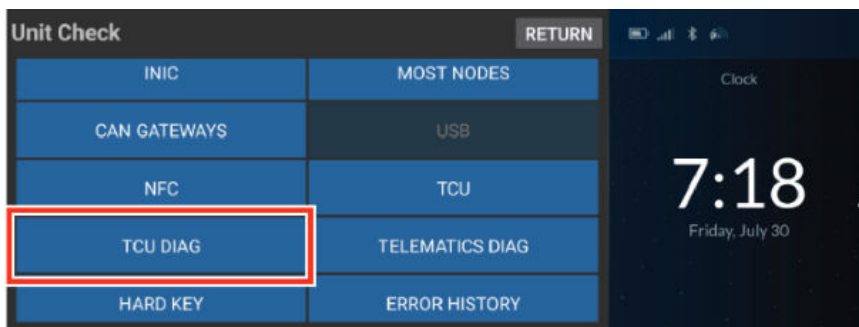 Unit Check
RETURN
INIC
MOST NODES
CAN GATEWAYS
USB
NFC
TCU
TCU DIAG
TELEMATICS DIAG
HARD KEY
ERROR HISTORY
Clock
7:18
Friday, July 30